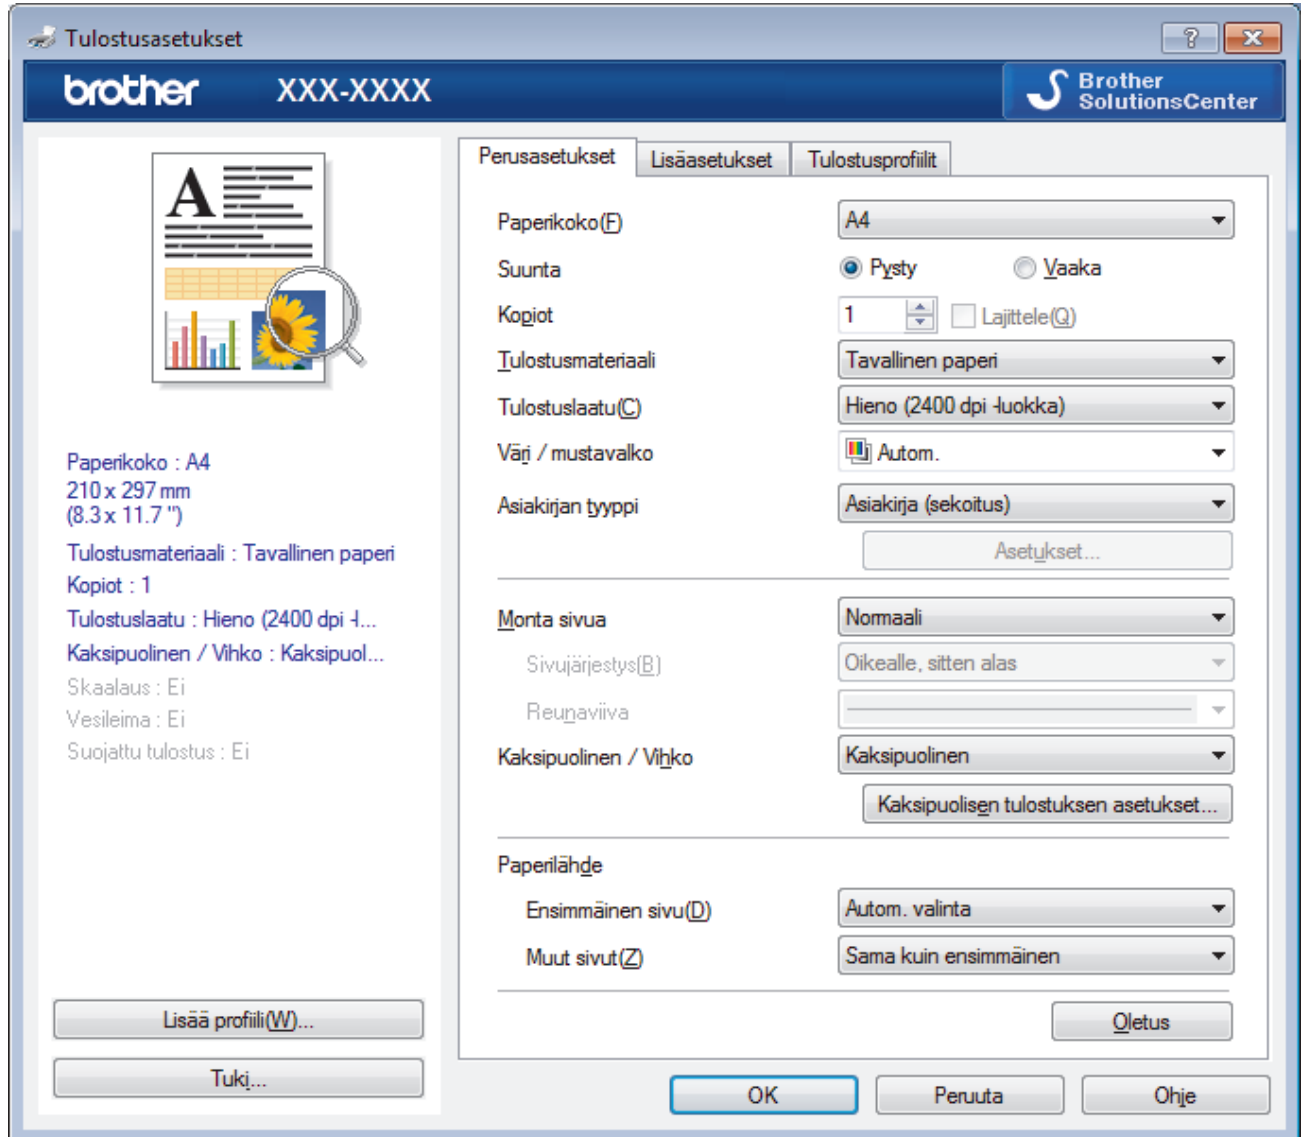 Tulostusasetukset
brother XXX-XXXX
Brother
SolutionsCenter
A
Paperikoko : A4
210 x 297 mm
(8.3 x 11.7 ")
Tulostusmateriaali : Tavallinen paperi
Kopiot : 1
Tulostuslaatu : Hieno (2400 dpi -l...
Kaksipuolinen / Vihko : Kaksipuol...
Skaalaus : Ei
Vesileima : Ei
Suojattu tulostus : Ei
Lisää profiili(W)...
Tuki...
Perusasetukset Lisäasetukset Tulostusprofiilit
Paperikoko(F) A4
Suunta Pysty Vaaka
Kopiot 1 Lajittele(Q)
Tulostusmateriaali Tavallinen paperi
Tulostuslaatu(C) Hieno (2400 dpi -luokka)
Väri / mustavalko Autom.
Asiakirjan tyyppi Asiakirja (sekoitus)
Asetukset...
Monta sivua Normaali
Sivujärjestys(B) Oikealle, sitten alas
Reunaviiva
Kaksipuolinen / Vihko Kaksipuolinen
Kaksipuolisen tulostuksen asetukset...
Paperilähde
Ensimmäinen sivu(D) Autom. valinta
Muut sivut(Z) Sama kuin ensimmäinen
Oletus
OK Peruuta Ohje